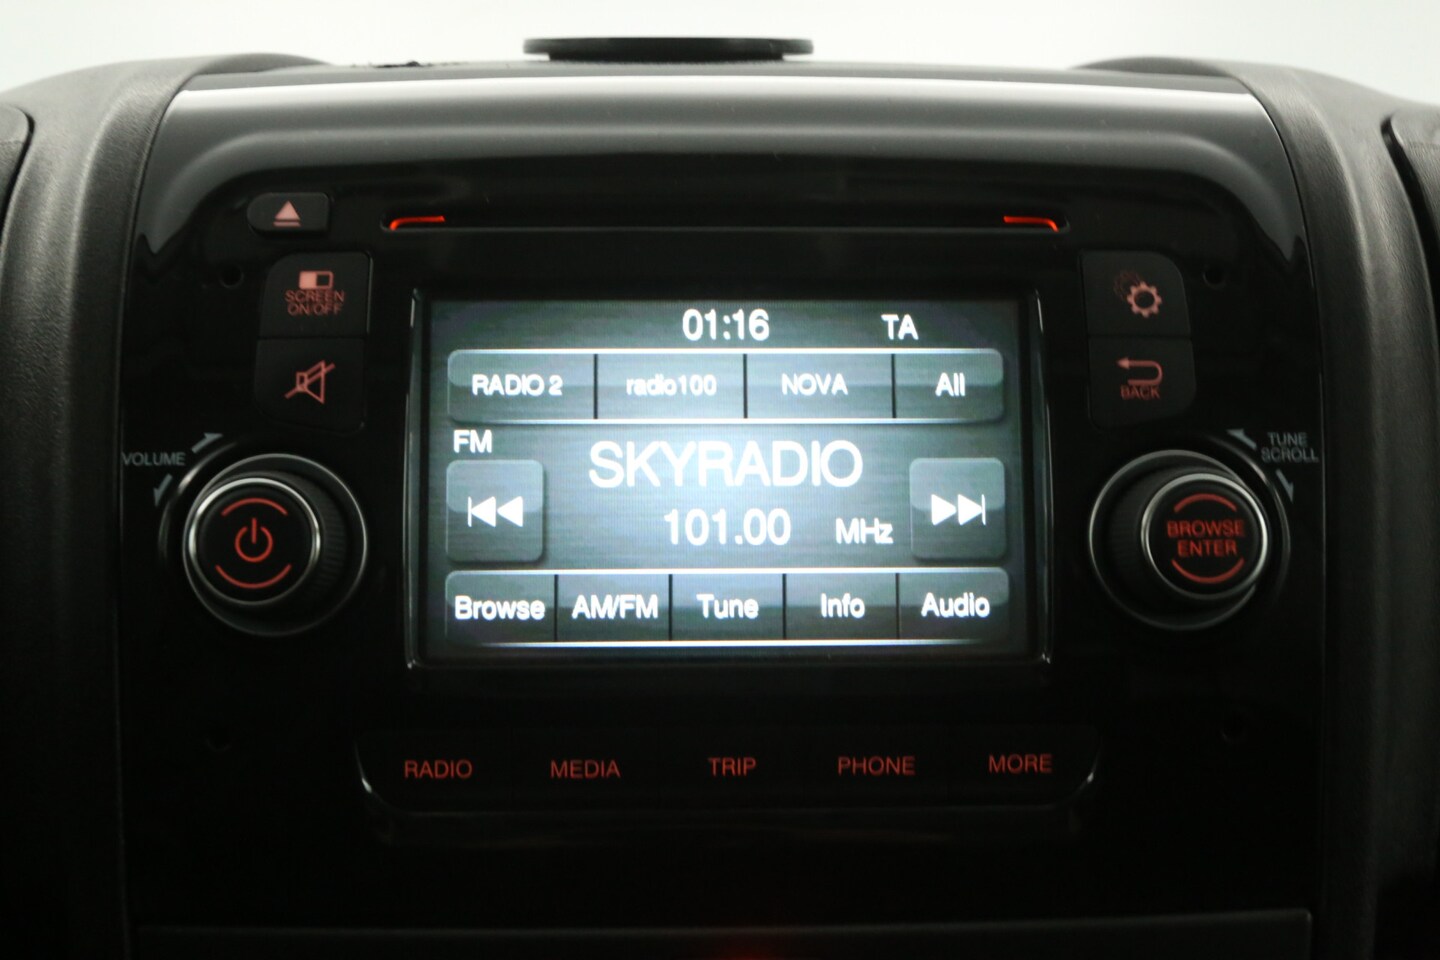 SCREEN
ON/OFF
01:16 TA
RADIO 2 radio100 NOVA All
BACK
FM
SKYRADIO
VOLUME
TUNE
SCROLL
101.00 MHz
BROWSE
ENTER
Browse AM/FM Tune Info Audio
RADIO MEDIA TRIP PHONE MORE